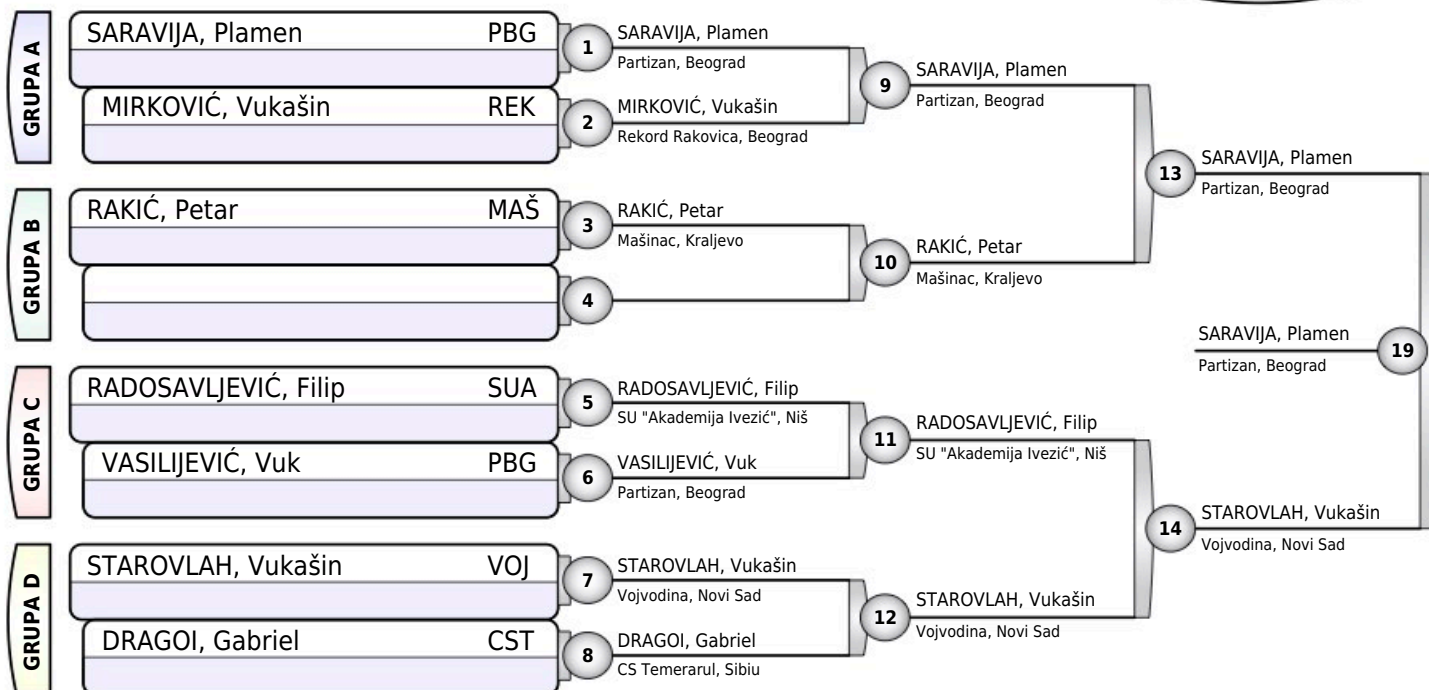 GRUPA A
SARAVIJA, Plamen PBG
MIRKOVIĆ, Vukašin REK
GRUPA B
RAKIĆ, Petar MAŠ
GRUPA C
RADOSAVLJEVIĆ, Filip SUA
VASILIJEVIĆ, Vuk PBG
GRUPA D
STAROVLAH, Vukašin VOJ
DRAGOI, Gabriel CST
1
SARAVIJA, Plamen
Partizan, Beograd
2
MIRKOVIĆ, Vukašin
Rekord Rakovica, Beograd
3
RAKIĆ, Petar
Mašinac, Kraljevo
4
5
RADOSAVLJEVIĆ, Filip
SU "Akademija Ivezić", Niš
6
VASILIJEVIĆ, Vuk
Partizan, Beograd
7
STAROVLAH, Vukašin
Vojvodina, Novi Sad
8
DRAGOI, Gabriel
CS Temerarul, Sibiu
9
SARAVIJA, Plamen
Partizan, Beograd
10
RAKIĆ, Petar
Mašinac, Kraljevo
11
RADOSAVLJEVIĆ, Filip
SU "Akademija Ivezić", Niš
12
STAROVLAH, Vukašin
Vojvodina, Novi Sad
13
SARAVIJA, Plamen
Partizan, Beograd
14
STAROVLAH, Vukašin
Vojvodina, Novi Sad
SARAVIJA, Plamen
Partizan, Beograd
19